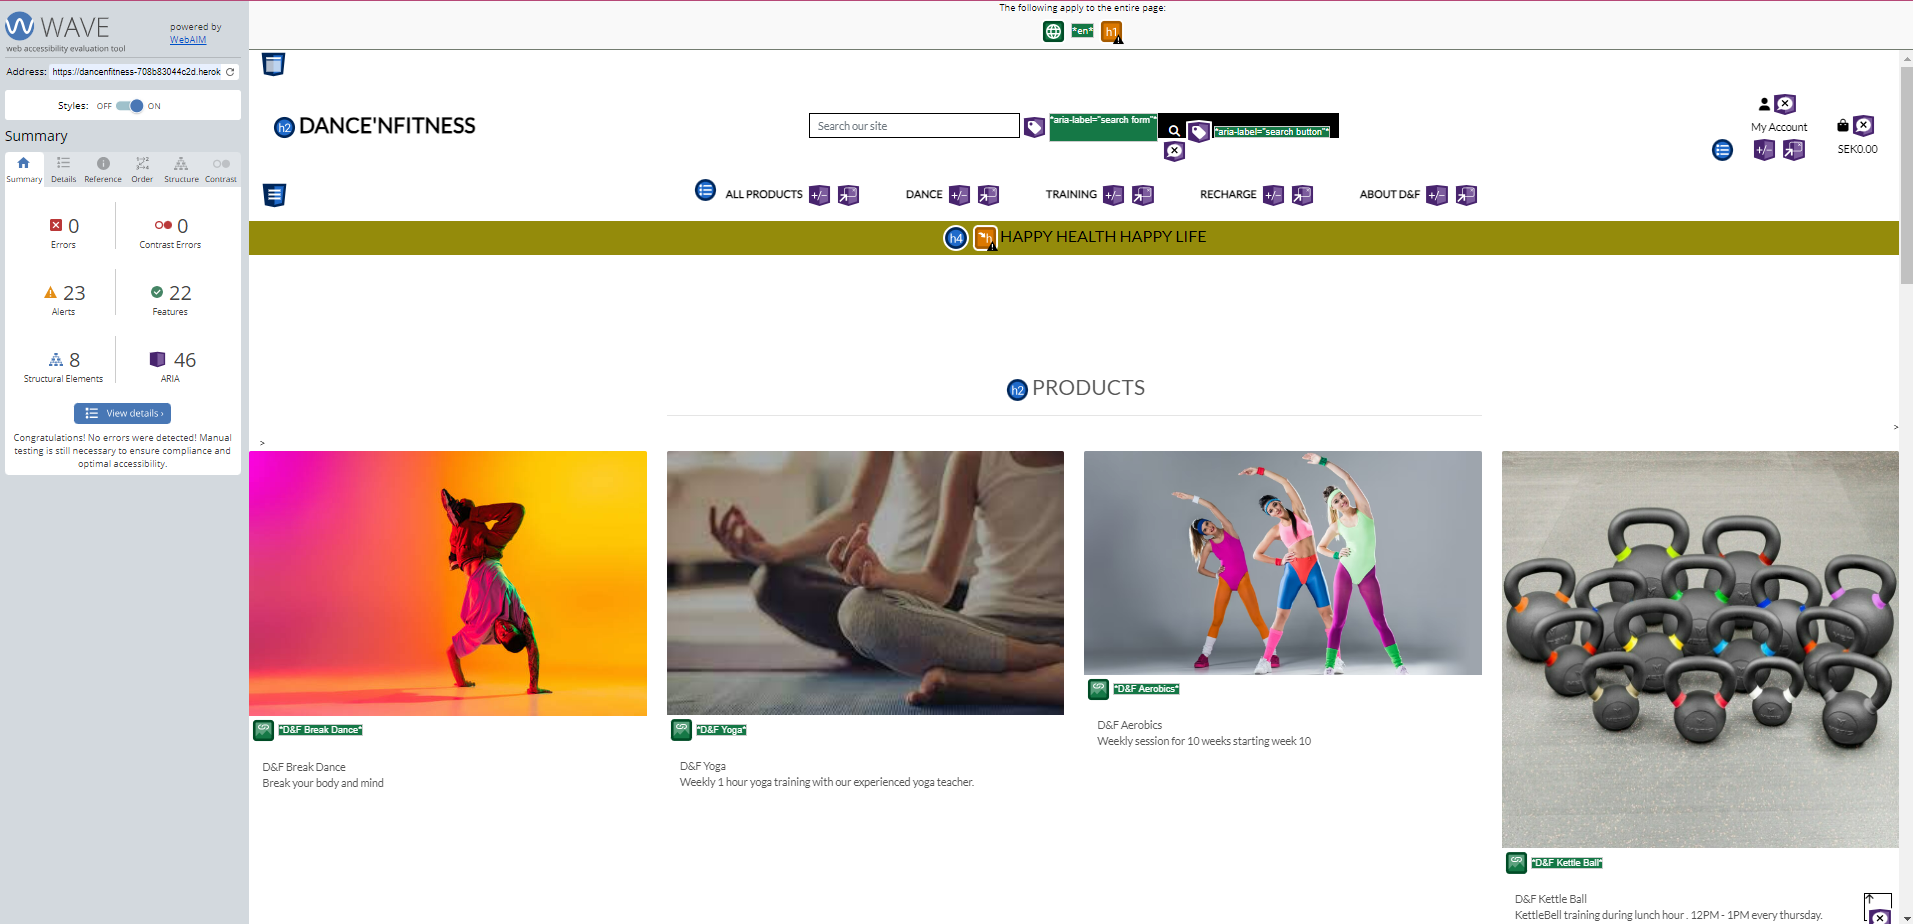 The following apply to the entire page:
*en*
h1
WAVE
web accessibility evaluation tool
powered by
WebAIM
Address: https://dancenfitness-708b83044c2d.herok
Styles: OFF ON
Summary
Summary Details Reference Order Structure Contrast
0
Errors
0
Contrast Errors
23
Alerts
22
Features
8
Structural Elements
46
ARIA
View details ›
Congratulations! No errors were detected! Manual
testing is still necessary to ensure compliance and
optimal accessibility.
h2 DANCE'NFITNESS
Search our site
*aria-label="search form"*
*aria-label="search button"*
My Account
+/-
SEK0.00
ALL PRODUCTS +/- DANCE +/- TRAINING +/- RECHARGE +/- ABOUT D&F +/-
h4 h HAPPY HEALTH HAPPY LIFE
h2 PRODUCTS
>
>
*D&F Break Dance*
D&F Break Dance
Break your body and mind
*D&F Yoga*
D&F Yoga
Weekly 1 hour yoga training with our experienced yoga teacher.
*D&F Aerobics*
D&F Aerobics
Weekly session for 10 weeks starting week 10
*D&F Kettle Ball*
D&F Kettle Ball
KettleBell training during lunch hour . 12PM - 1PM every thursday.